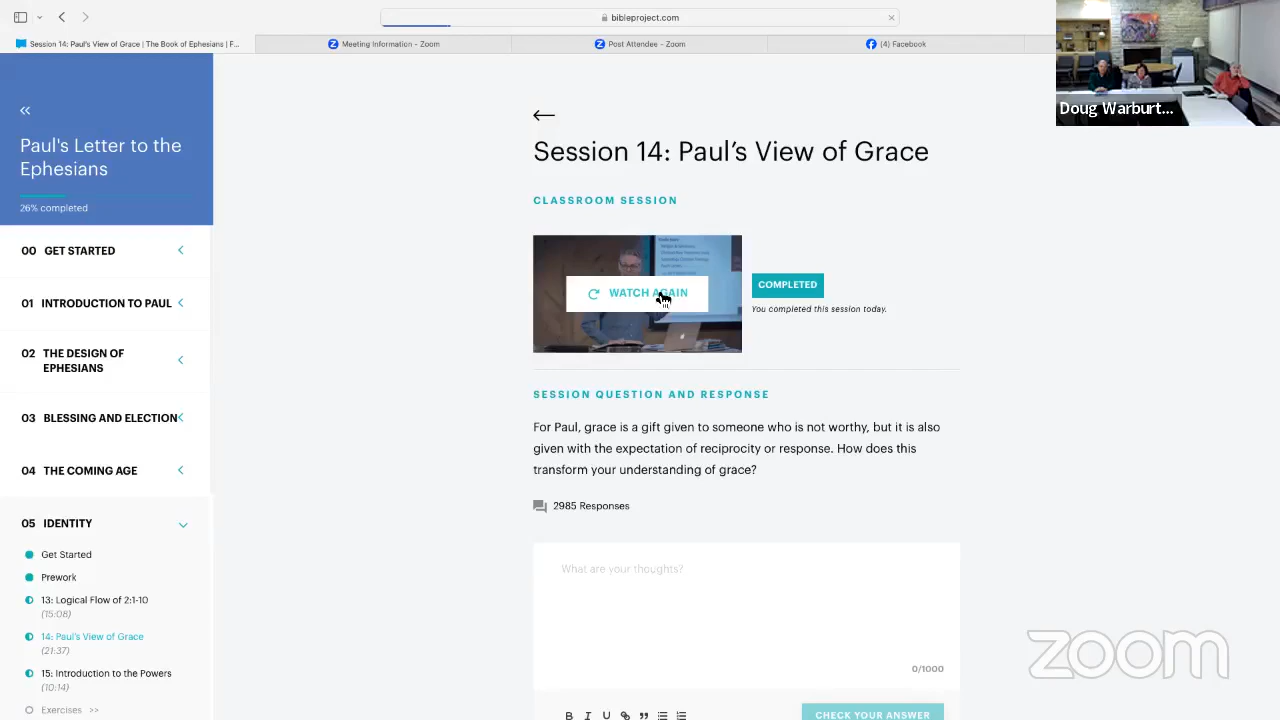 bibleproject.com
Session 14: Paul's View of Grace | The Book of Ephesians | F...
Meeting Information - Zoom
Post Attendee - Zoom
(4) Facebook
Doug Warburt...
Paul's Letter to the
Ephesians
26% completed
00 GET STARTED
01 INTRODUCTION TO PAUL
02 THE DESIGN OF
EPHESIANS
03 BLESSING AND ELECTION
04 THE COMING AGE
05 IDENTITY
Get Started
Prework
13: Logical Flow of 2:1-10
(15:08)
14: Paul's View of Grace
(21:37)
15: Introduction to the Powers
(10:14)
Exercises >>
Session 14: Paul's View of Grace
CLASSROOM SESSION
WATCH AGAIN
COMPLETED
You completed this session today.
SESSION QUESTION AND RESPONSE
For Paul, grace is a gift given to someone who is not worthy, but it is also
given with the expectation of reciprocity or response. How does this
transform your understanding of grace?
2985 Responses
What are your thoughts?
0/1000
B I U
CHECK YOUR ANSWER
zoom